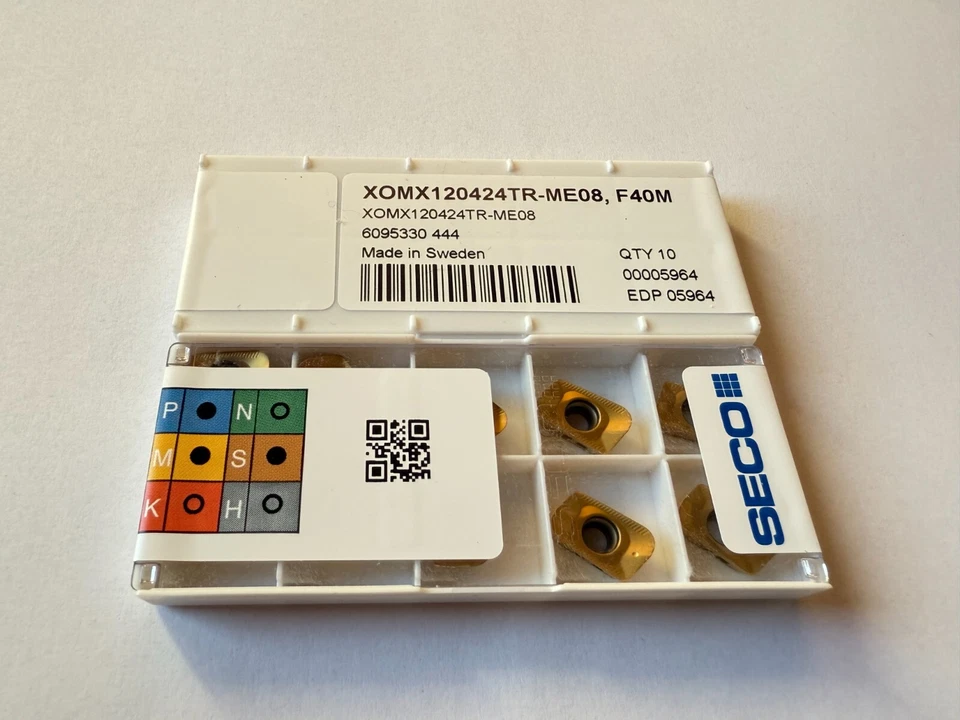 XOMX120424TR-ME08, F40M
XOMX120424TR-ME08
6095330 444
Made in Sweden
QTY 10
00005964
EDP 05964
P N
M S
K H
SECO